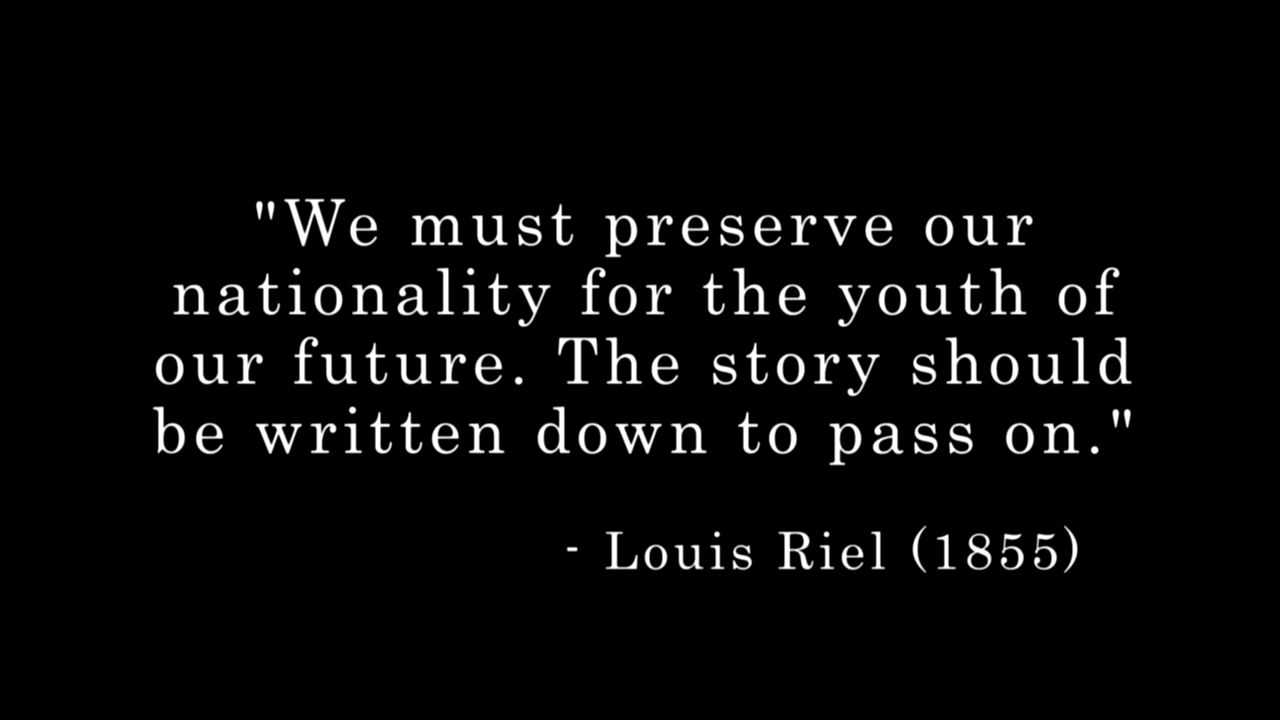 "We must preserve our
nationality for the youth of
our future. The story should
be written down to pass on."
- Louis Riel (1855)